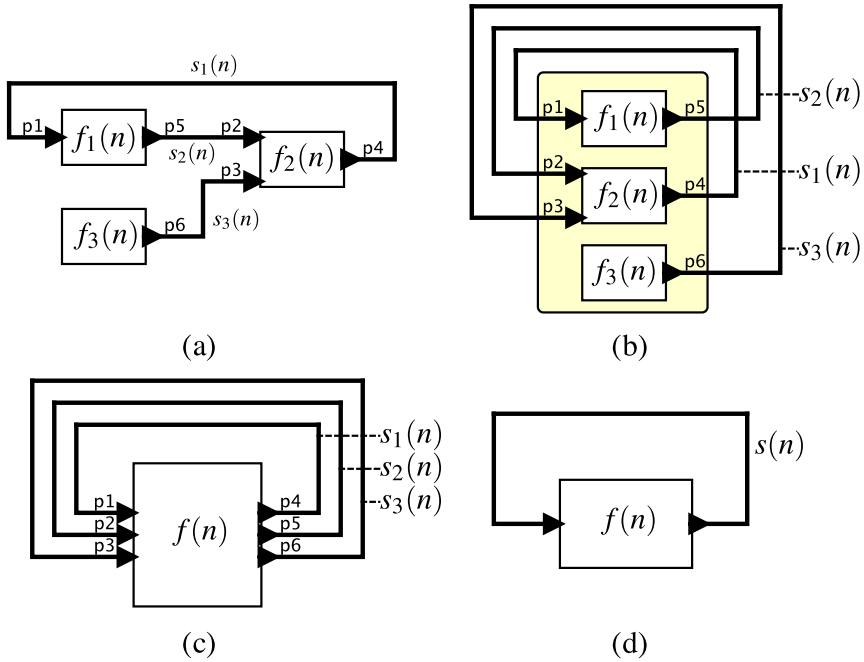 s₁(n)
p1 f₁(n) p5 s₂(n) p2 f₂(n) p4
p3
f₃(n) p6 s₃(n)
(a)
p1 f₁(n) p5 s₂(n)
p2 f₂(n) p4 s₁(n)
p3
f₃(n) p6 s₃(n)
(b)
s₁(n)
s₂(n)
s₃(n)
p1 p4
p2 f(n) p5
p3 p6
(c)
s(n)
f(n)
(d)